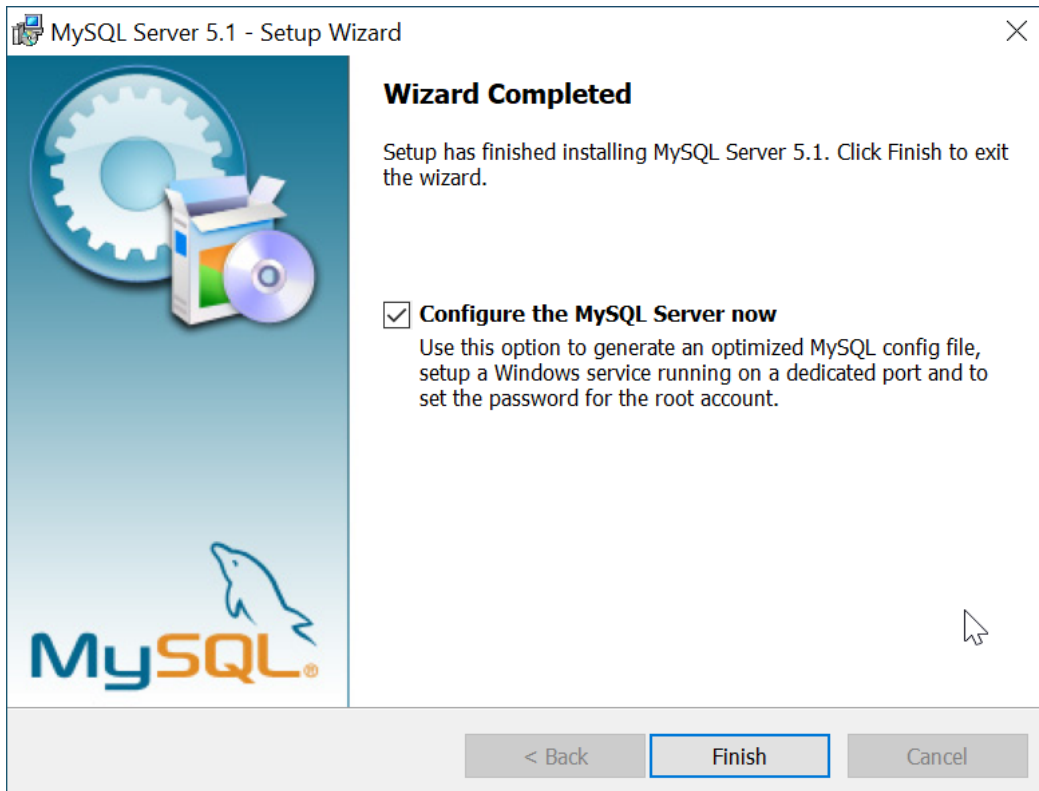 MySQL Server 5.1 - Setup Wizard
Wizard Completed
Setup has finished installing MySQL Server 5.1. Click Finish to exit
the wizard.
Configure the MySQL Server now
Use this option to generate an optimized MySQL config file,
setup a Windows service running on a dedicated port and to
set the password for the root account.
MySQL®
< Back
Finish
Cancel